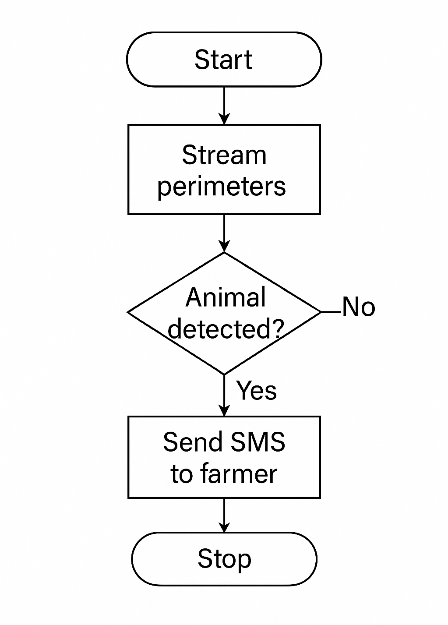 Start
Stream
perimeters
Animal
detected?
No
Yes
Send SMS
to farmer
Stop